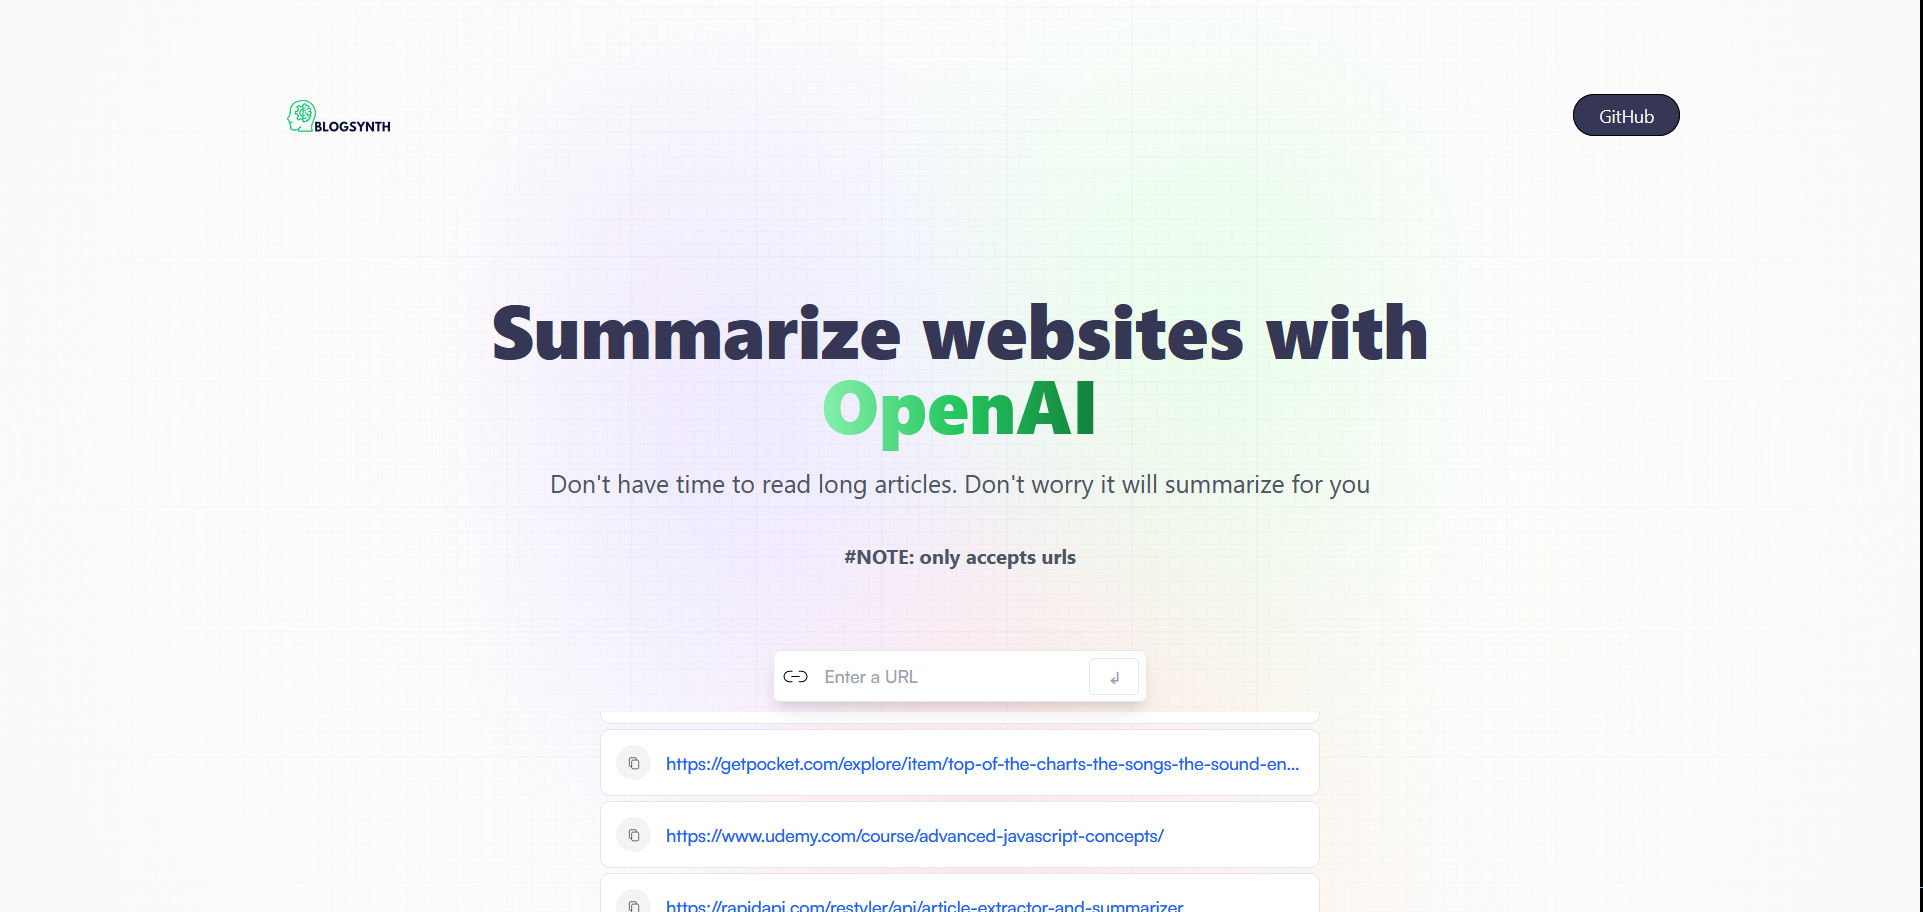 BLOGSYNTH
GitHub
Summarize websites with
OpenAI
Don't have time to read long articles. Don't worry it will summarize for you
#NOTE: only accepts urls
Enter a URL
https://getpocket.com/explore/item/top-of-the-charts-the-songs-the-sound-en...
https://www.udemy.com/course/advanced-javascript-concepts/
https://rapidapi.com/restyler/api/article-extractor-and-summarizer